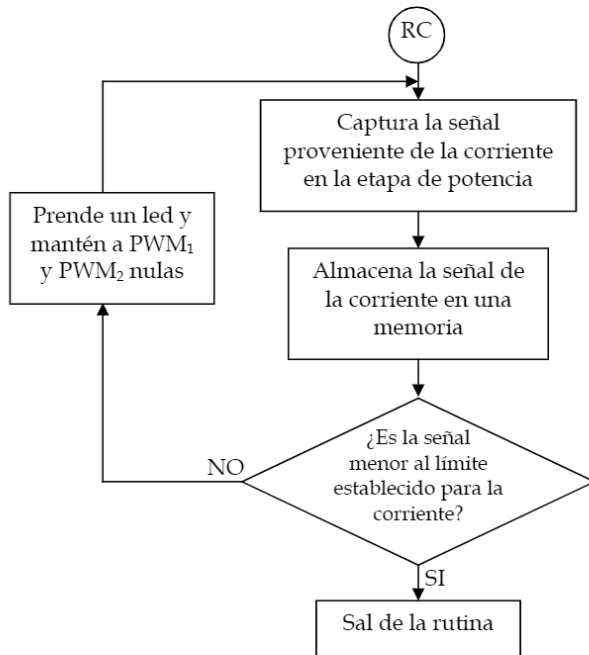 RC
Captura la señal
proveniente de la corriente
en la etapa de potencia
Prende un led y
mantén a PWM₁
y PWM₂ nulas
Almacena la señal de
la corriente en una
memoria
¿Es la señal
menor al límite
establecido para la
corriente?
NO
SI
Sal de la rutina